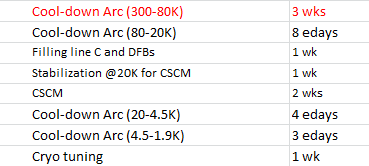 Cool-down Arc (300-80K) 3 wks
Cool-down Arc (80-20K) 8 edays
Filling line C and DFBs 1 wk
Stabilization @20K for CSCM 1 wk
CSCM 2 wks
Cool-down Arc (20-4.5K) 4 edays
Cool-down Arc (4.5-1.9K) 3 edays
Cryo tuning 1 wk